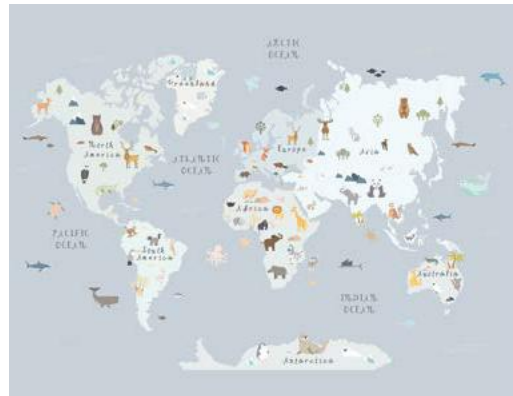 ARCTIC
OCEAN
Greenland
North
America
ATLANTIC
OCEAN
Europe
Asia
Africa
PACIFIC
OCEAN
South
America
Australia
INDIAN
OCEAN
Antarctica